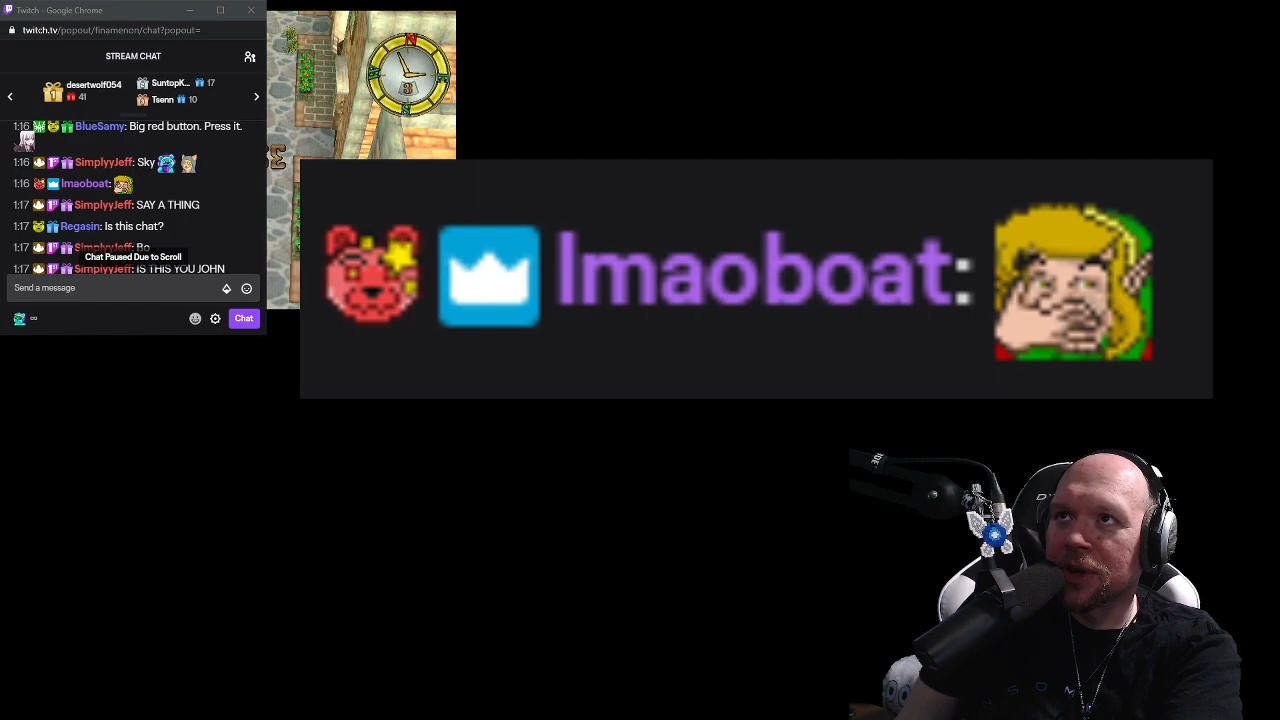 Twitch - Google Chrome
twitch.tv/popout/finamenon/chat?popout=
STREAM CHAT
desertwolf054
41
SuntopK... 17
Tsenn 10
1:16 BlueSamy: Big red button. Press it.
1:16 SimplyyJeff: Sky
1:16 lmaoboat:
1:17 SimplyyJeff: SAY A THING
1:17 Regasin: Is this chat?
1:17 SimplyyJeff: Bo
Chat Paused Due to Scroll
1:17 SimplyyJeff: IS THIS YOU JOHN
Send a message
∞
Chat
N
W
E
3
S
lmaoboat: